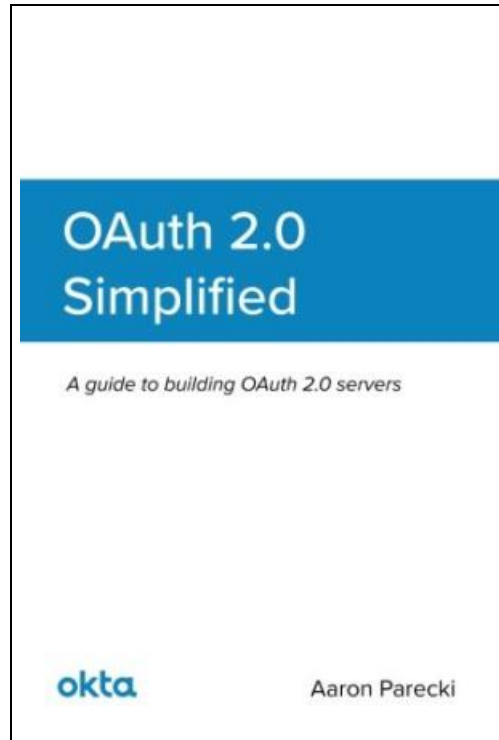 OAuth 2.0
Simplified
A guide to building OAuth 2.0 servers
okta
Aaron Parecki